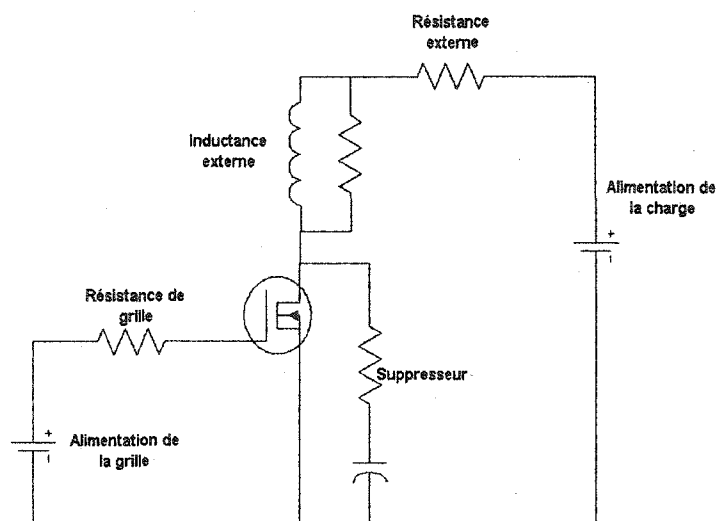 Résistance
externe
Inductance
externe
Alimentation de
la charge
+
-
Résistance de
grille
Suppresseur
+
-
Alimentation de
la grille